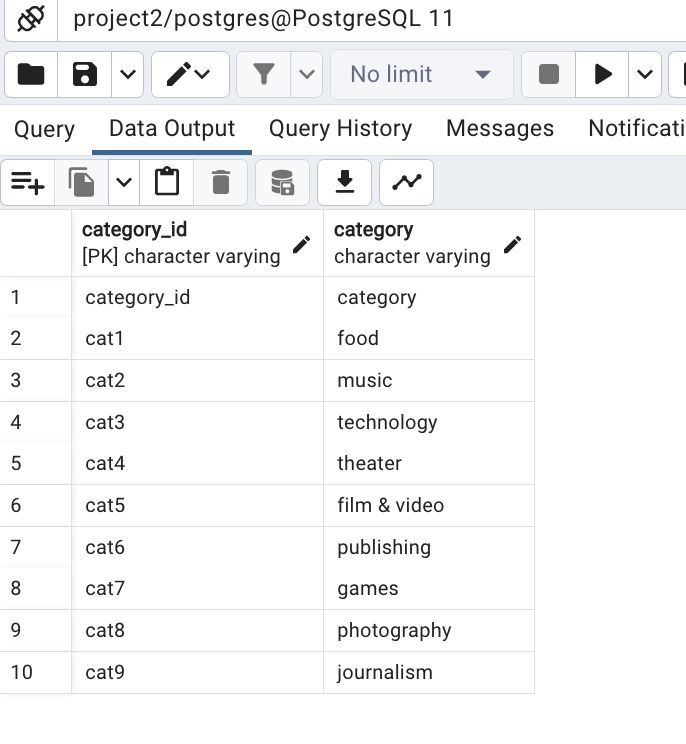 project2/postgres@PostgreSQL 11
No limit
Query Data Output Query History Messages Notificati
category_id category
[PK] character varying character varying
1 category_id category
2 cat1 food
3 cat2 music
4 cat3 technology
5 cat4 theater
6 cat5 film & video
7 cat6 publishing
8 cat7 games
9 cat8 photography
10 cat9 journalism